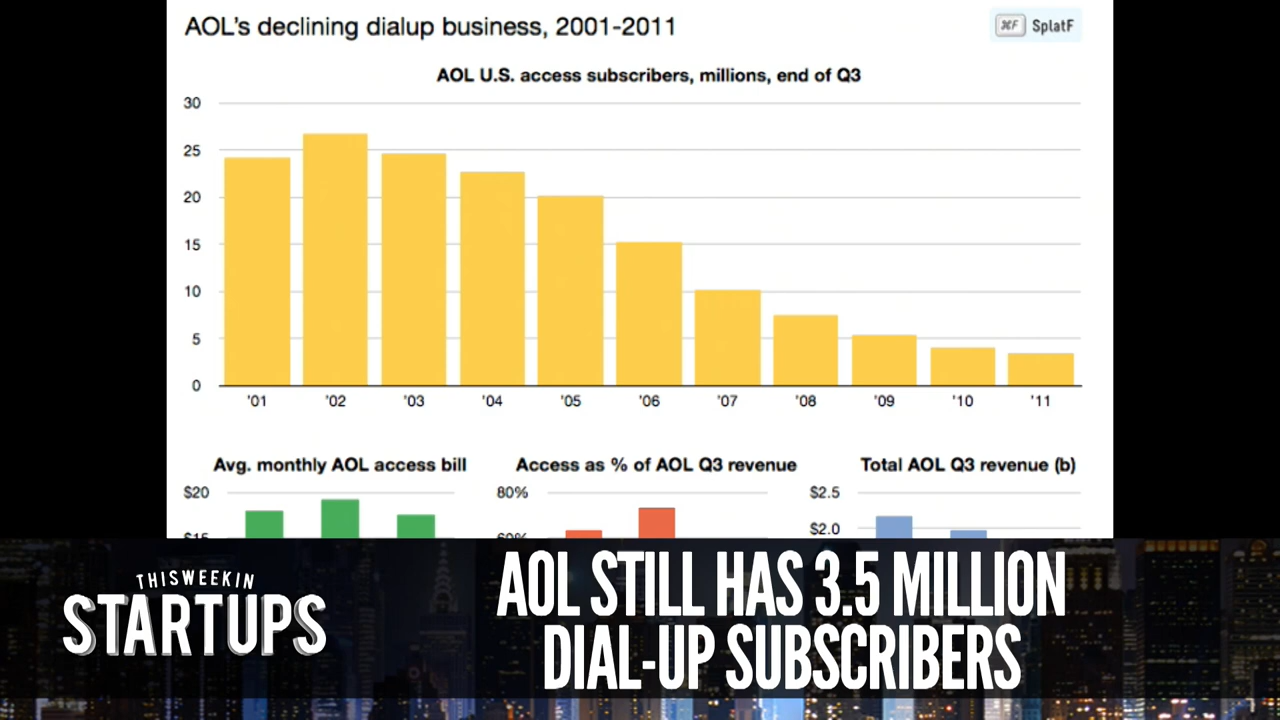 AOL's declining dialup business, 2001-2011
⌘F SplatF
AOL U.S. access subscribers, millions, end of Q3
30
25
20
15
10
5
0
'01 '02 '03 '04 '05 '06 '07 '08 '09 '10 '11
Avg. monthly AOL access bill
$20
$15
Access as % of AOL Q3 revenue
80%
60%
Total AOL Q3 revenue (b)
$2.5
$2.0
THISWEEKIN
STARTUPS
AOL STILL HAS 3.5 MILLION
DIAL-UP SUBSCRIBERS